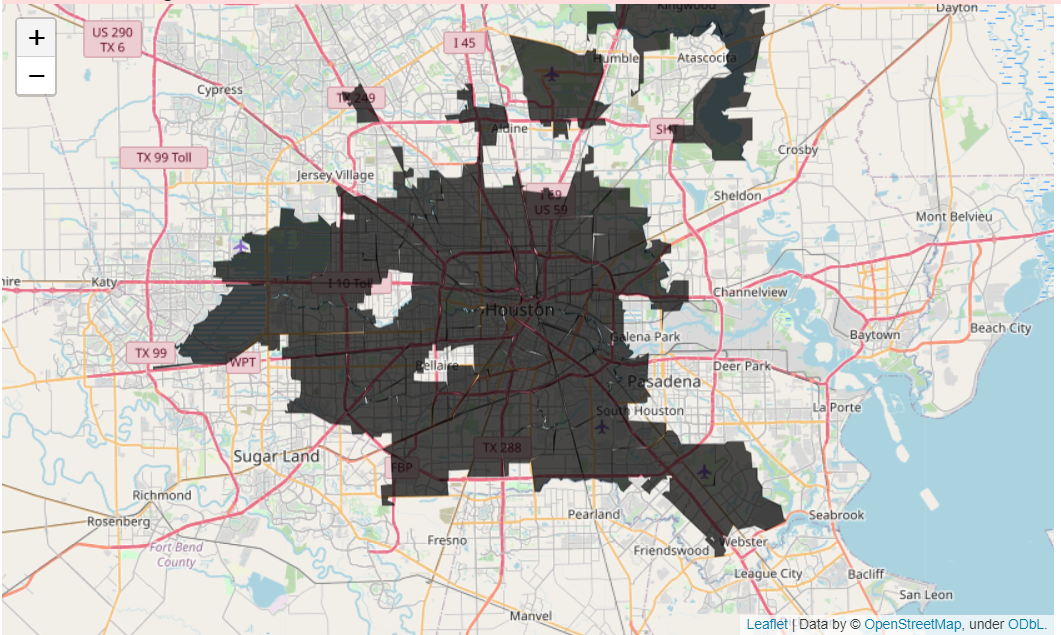 Kingwood
Dayton
+
US 290
TX 6
I 45
−
Humble
Atascocita
Cypress
TX 249
Aldine
Crosby
TX 99 Toll
Jersey Village
I 69
US 59
Sheldon
Mont Belvieu
Katy
I 10 Toll
Channelview
Houston
Beach City
Galena Park
Baytown
TX 99
WPT
Bellaire
Deer Park
Pasadena
La Porte
South Houston
TX 288
Sugar Land
FBP
Richmond
Pearland
Seabrook
Rosenberg
Fresno
Webster
Fort Bend
County
Friendswood
League City
Bacliff
San Leon
Manvel
Leaflet | Data by © OpenStreetMap, under ODbL.